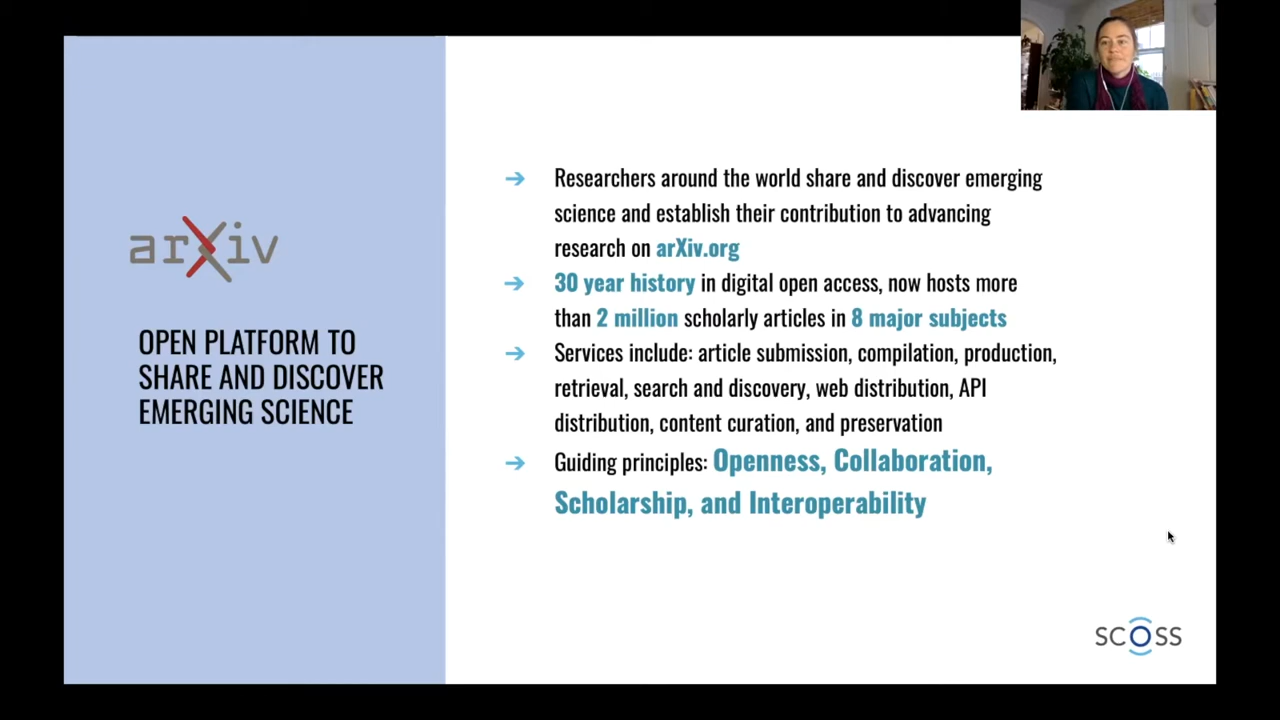 arXiv
OPEN PLATFORM TO
SHARE AND DISCOVER
EMERGING SCIENCE
➔ Researchers around the world share and discover emerging
science and establish their contribution to advancing
research on arXiv.org
➔ 30 year history in digital open access, now hosts more
than 2 million scholarly articles in 8 major subjects
➔ Services include: article submission, compilation, production,
retrieval, search and discovery, web distribution, API
distribution, content curation, and preservation
➔ Guiding principles: Openness, Collaboration,
Scholarship, and Interoperability
SCOSS